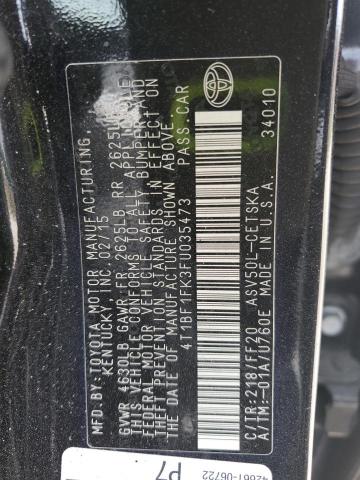 MFD.BY:TOYOTA MOTOR MANUFACTURING,
KENTUCKY, INC. 02/15
GVWR 4630LB GAWR FR 2625LB RR 2625LB
THIS VEHICLE CONFORMS TO ALL APPLICABLE
FEDERAL MOTOR VEHICLE SAFETY, BUMPER, AND
THEFT PREVENTION STANDARDS IN EFFECT ON
THE DATE OF MANUFACTURE SHOWN ABOVE.
4T1BF1FK3FU035473 PASS.CAR
C/TR:218/FF20 ASV50L-CETSKA
A/TM:-01A/U760E U.S.A. 34010
42661-06722
P7